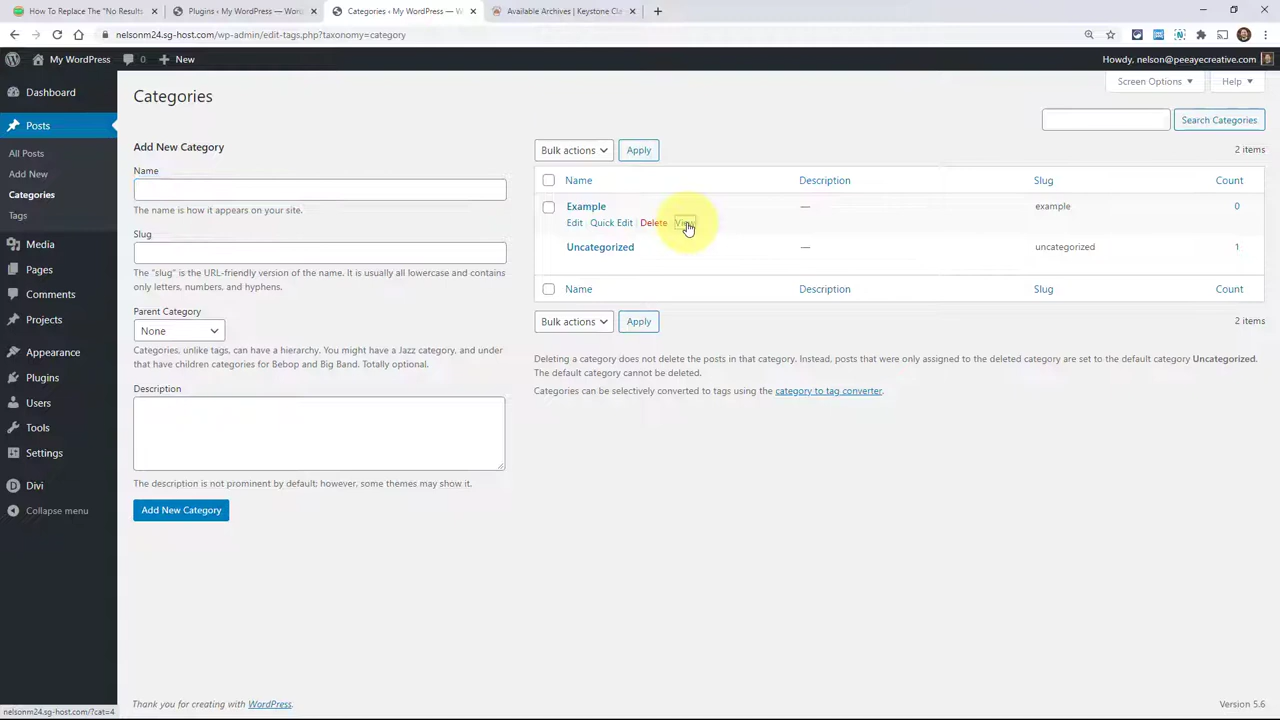 How To Replace The "No Results
Plugins ‹ My WordPress — Wor
Categories ‹ My WordPress — W
Available Archives | Keystone Cla
nelsonm24.sg-host.com/wp-admin/edit-tags.php?taxonomy=category
My WordPress
0
New
Howdy, nelson@peeayecreative.com
Screen Options
Help
Dashboard
Posts
All Posts
Add New
Categories
Tags
Media
Pages
Comments
Projects
Appearance
Plugins
Users
Tools
Settings
Divi
Collapse menu
Categories
Search Categories
Add New Category
Name
The name is how it appears on your site.
Slug
The "slug" is the URL-friendly version of the name. It is usually all lowercase and contains
only letters, numbers, and hyphens.
Parent Category
None
Categories, unlike tags, can have a hierarchy. You might have a Jazz category, and under
that have children categories for Bebop and Big Band. Totally optional.
Description
The description is not prominent by default; however, some themes may show it.
Add New Category
Bulk actions
Apply
2 items
Name Description Slug Count
Example — example 0
Edit | Quick Edit | Delete | View
Uncategorized — uncategorized 1
Name Description Slug Count
Bulk actions
Apply
2 items
Deleting a category does not delete the posts in that category. Instead, posts that were only assigned to the deleted category are set to the default category Uncategorized.
The default category cannot be deleted.
Categories can be selectively converted to tags using the category to tag converter.
Thank you for creating with WordPress.
Version 5.6
nelsonm24.sg-host.com/?cat=4